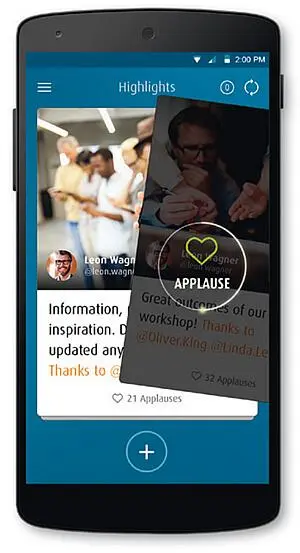 2:00 PM
Highlights
0
Leon Wagner
@leon.wagner
@leon.wagne
APPLAUSE
Information,
inspiration. D
updated any
Thanks to @
21 Applauses
Great outcomes of our
workshop! Thanks to
@Oliver.King @Linda.Le
32 Applauses
+